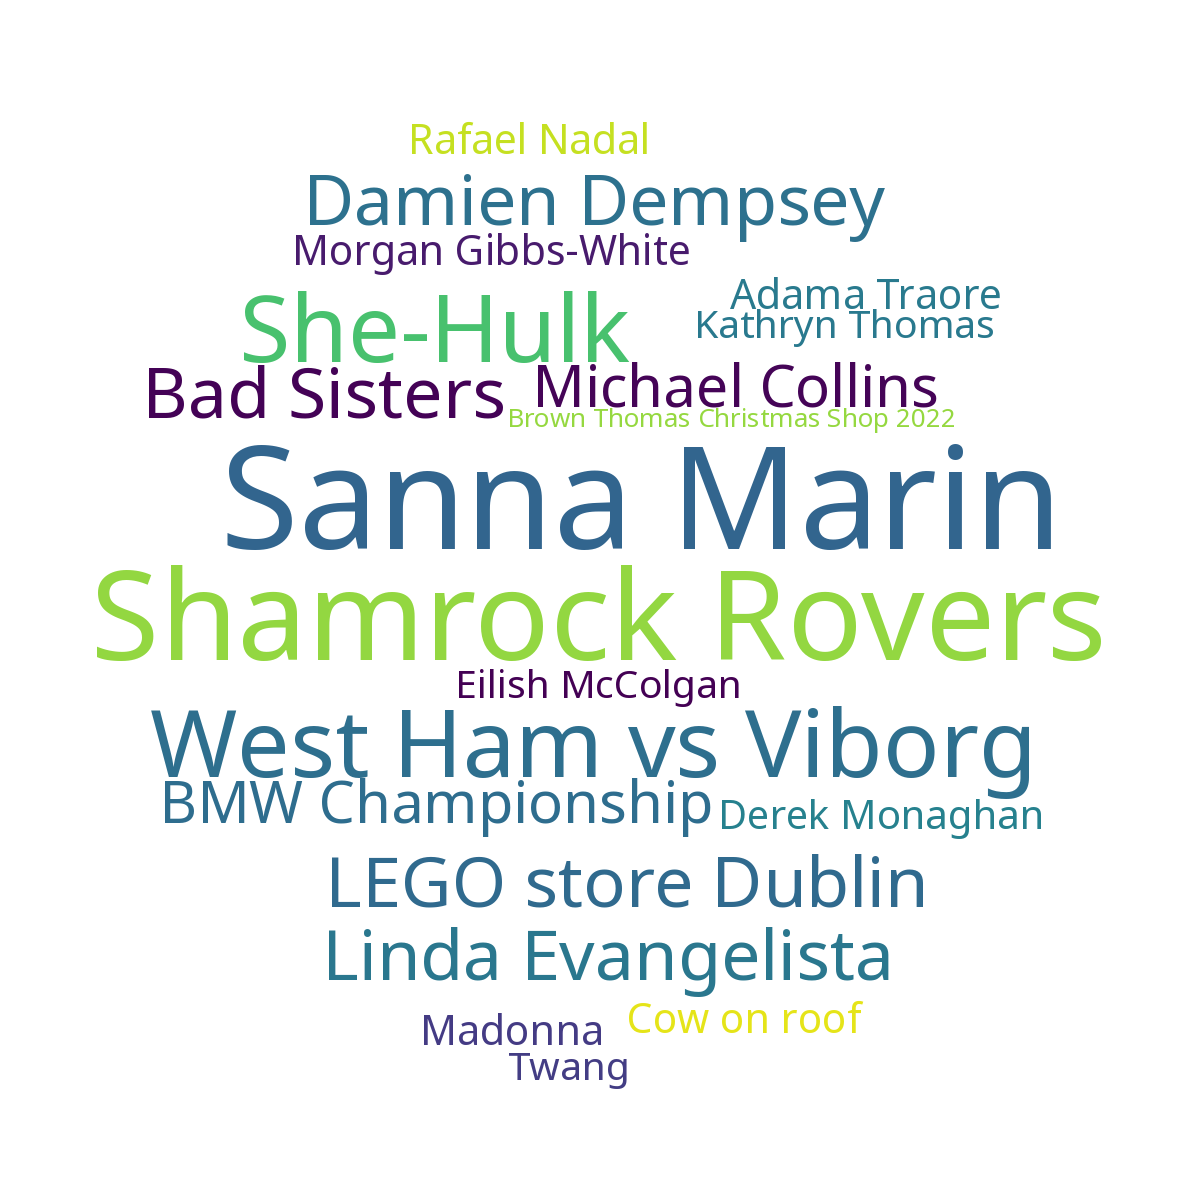 Rafael Nadal
Damien Dempsey
Morgan Gibbs-White
She-Hulk
Adama Traore
Kathryn Thomas
Bad Sisters
Michael Collins
Brown Thomas Christmas Shop 2022
Sanna Marin
Shamrock Rovers
Eilish McColgan
West Ham vs Viborg
BMW Championship
Derek Monaghan
LEGO store Dublin
Linda Evangelista
Cow on roof
Madonna
Twang